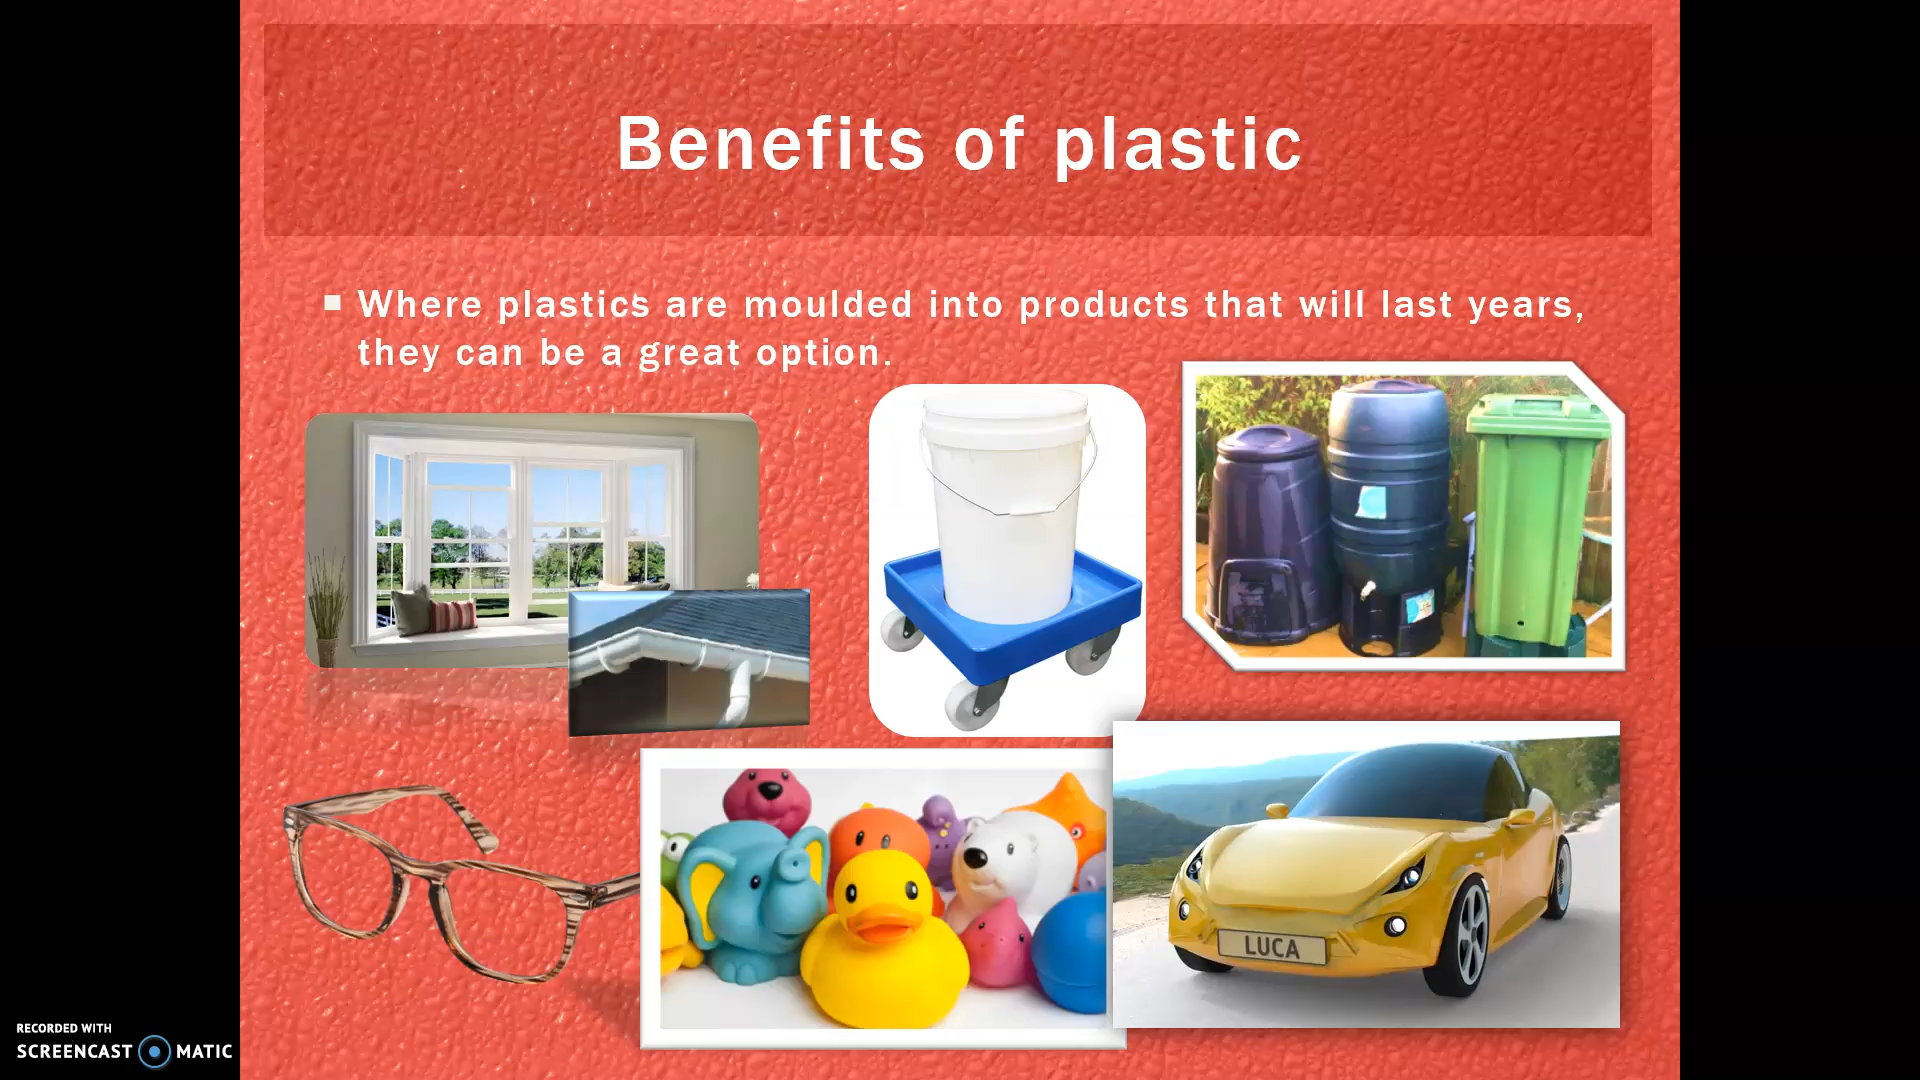 Benefits of plastic
Where plastics are moulded into products that will last years,
they can be a great option.
LUCA
RECORDED WITH
SCREENCAST MATIC